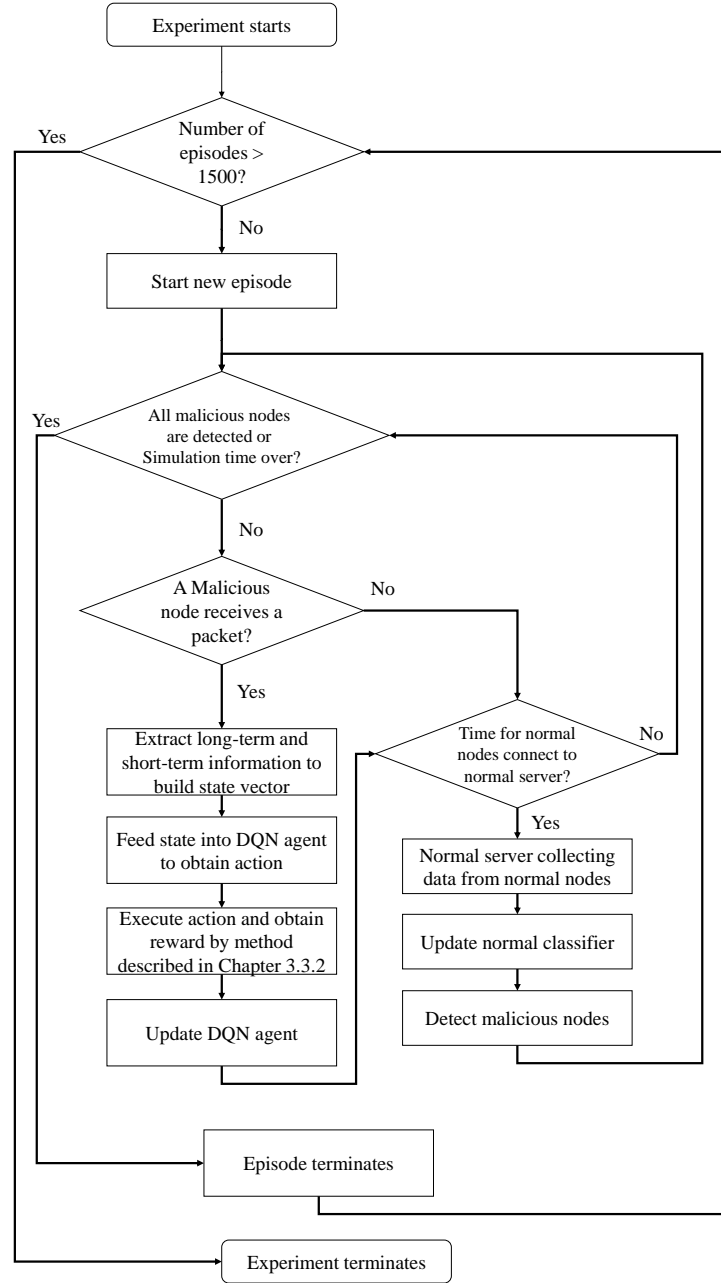 Experiment starts
Yes
Number of
episodes >
1500?
No
Start new episode
Yes
All malicious nodes
are detected or
Simulation time over?
No
A Malicious
node receives a
packet?
No
Yes
Extract long-term and
short-term information to
build state vector
Time for normal
nodes connect to
normal server?
No
Yes
Feed state into DQN agent
to obtain action
Normal server collecting
data from normal nodes
Execute action and obtain
reward by method
described in Chapter 3.3.2
Update normal classifier
Update DQN agent
Detect malicious nodes
Episode terminates
Experiment terminates